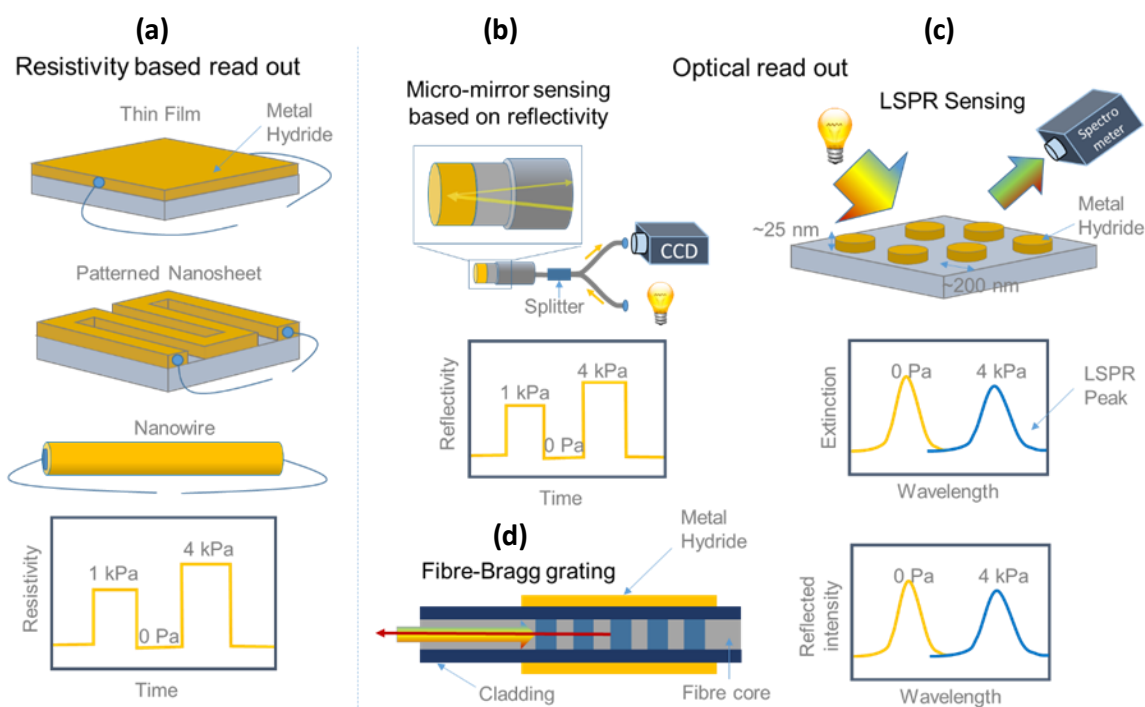 (a)
Resistivity based read out
Thin Film
Metal
Hydride
Patterned Nanosheet
Nanowire
Resistivity
1 kPa
0 Pa
4 kPa
Time
(b)
Micro-mirror sensing
based on reflectivity
CCD
Splitter
Reflectivity
1 kPa
0 Pa
4 kPa
Time
Optical read out
(c)
LSPR Sensing
Spectro
meter
Metal
Hydride
~25 nm
~200 nm
Extinction
0 Pa
4 kPa
LSPR
Peak
Wavelength
(d)
Fibre-Bragg grating
Metal
Hydride
Cladding
Fibre core
Reflected
intensity
0 Pa
4 kPa
Wavelength